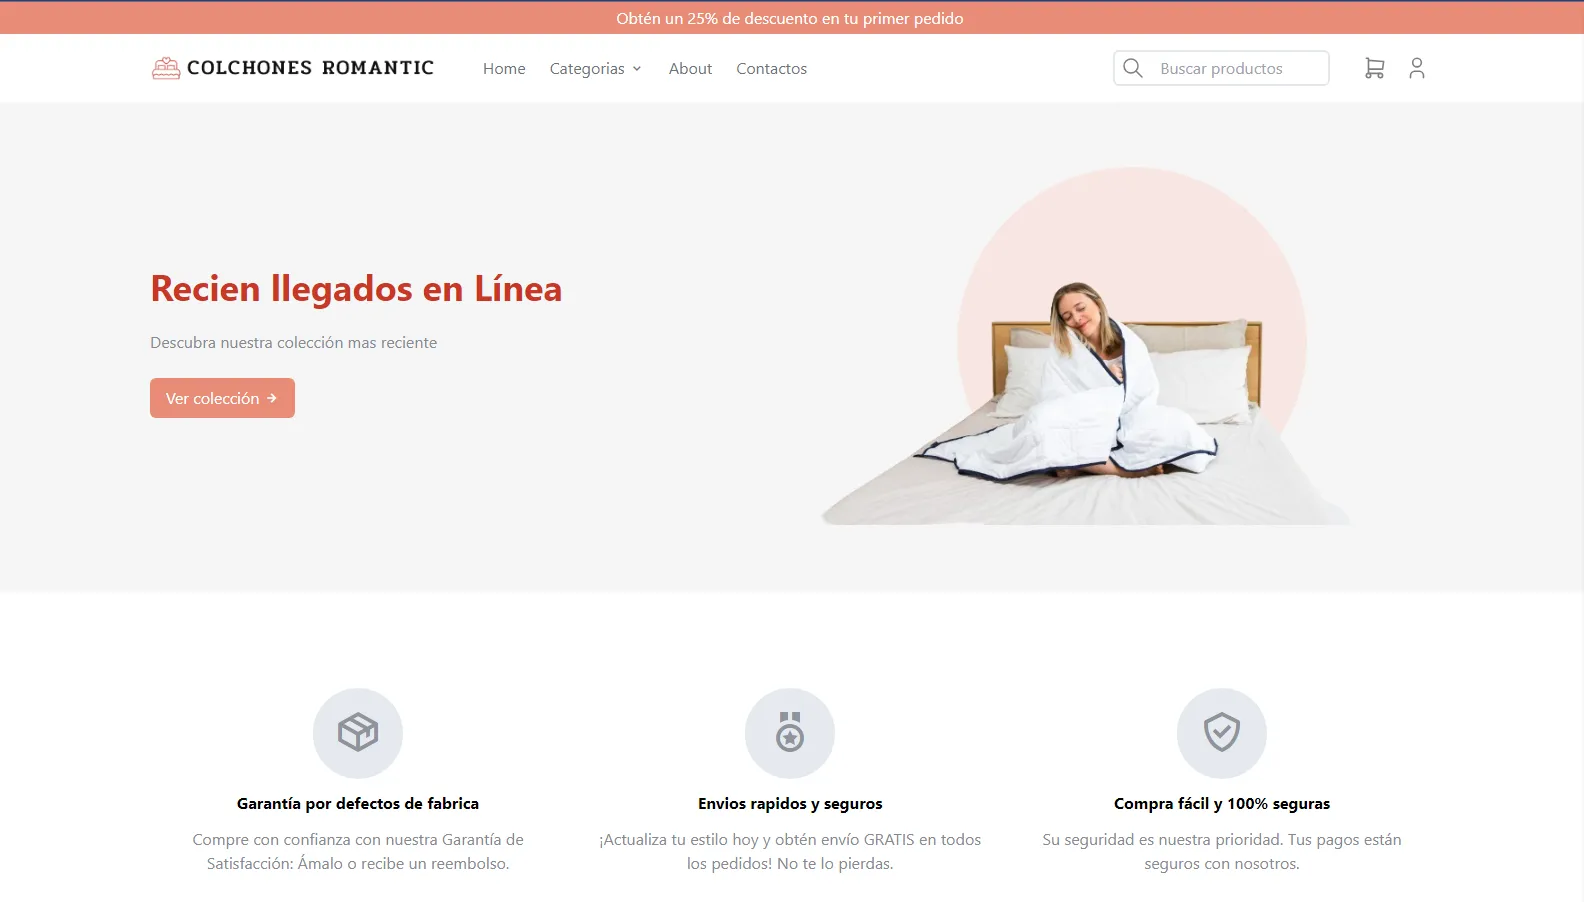 Obtén un 25% de descuento en tu primer pedido
COLCHONES ROMANTIC
Home
Categorias
About
Contactos
Buscar productos
Recien llegados en Línea
Descubra nuestra colección mas reciente
Ver colección
Garantía por defectos de fabrica
Compre con confianza con nuestra Garantía de
Satisfacción: Ámalo o recibe un reembolso.
Envios rapidos y seguros
¡Actualiza tu estilo hoy y obtén envío GRATIS en todos
los pedidos! No te lo pierdas.
Compra fácil y 100% seguras
Su seguridad es nuestra prioridad. Tus pagos están
seguros con nosotros.